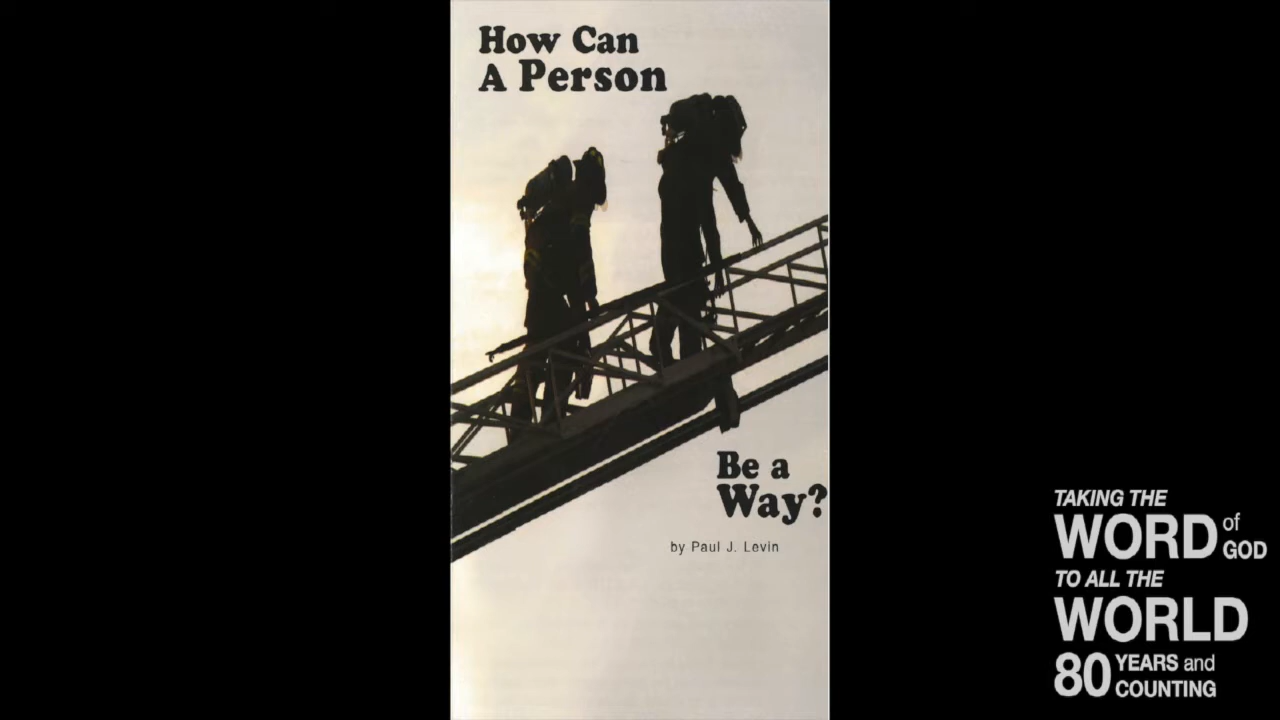 How Can
A Person
Be a
Way?
by Paul J. Levin
TAKING THE
WORD of
GOD
TO ALL THE
WORLD
80 YEARS and
COUNTING